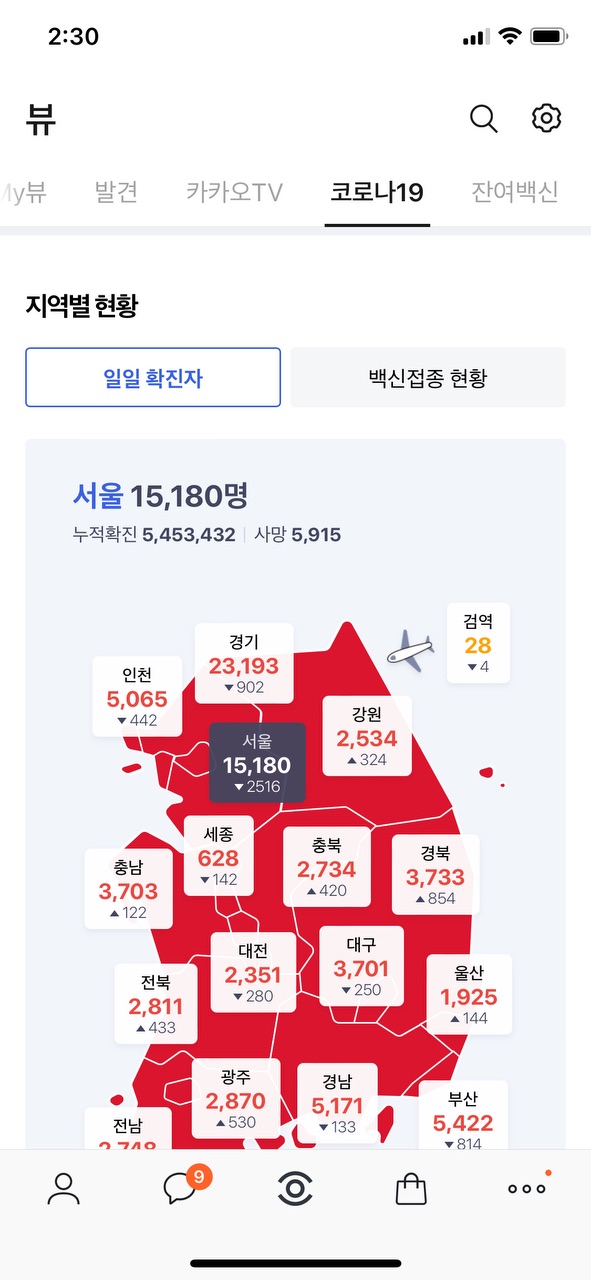 2:30
뷰
My뷰 발견 카카오TV 코로나19 잔여백신
지역별 현황
일일 확진자 백신접종 현황
서울 15,180명
누적확진 5,453,432 | 사망 5,915
검역
28
▼4
경기
23,193
▼902
인천
5,065
▼442
강원
2,534
▲324
서울
15,180
▼2516
세종
628
▼142
충북
2,734
▲420
경북
3,733
▲854
충남
3,703
▲122
대전
2,351
▼280
대구
3,701
▼250
울산
1,925
▲144
전북
2,811
▲433
광주
2,870
▲530
경남
5,171
▼133
부산
5,422
▼814
전남
2,748
9